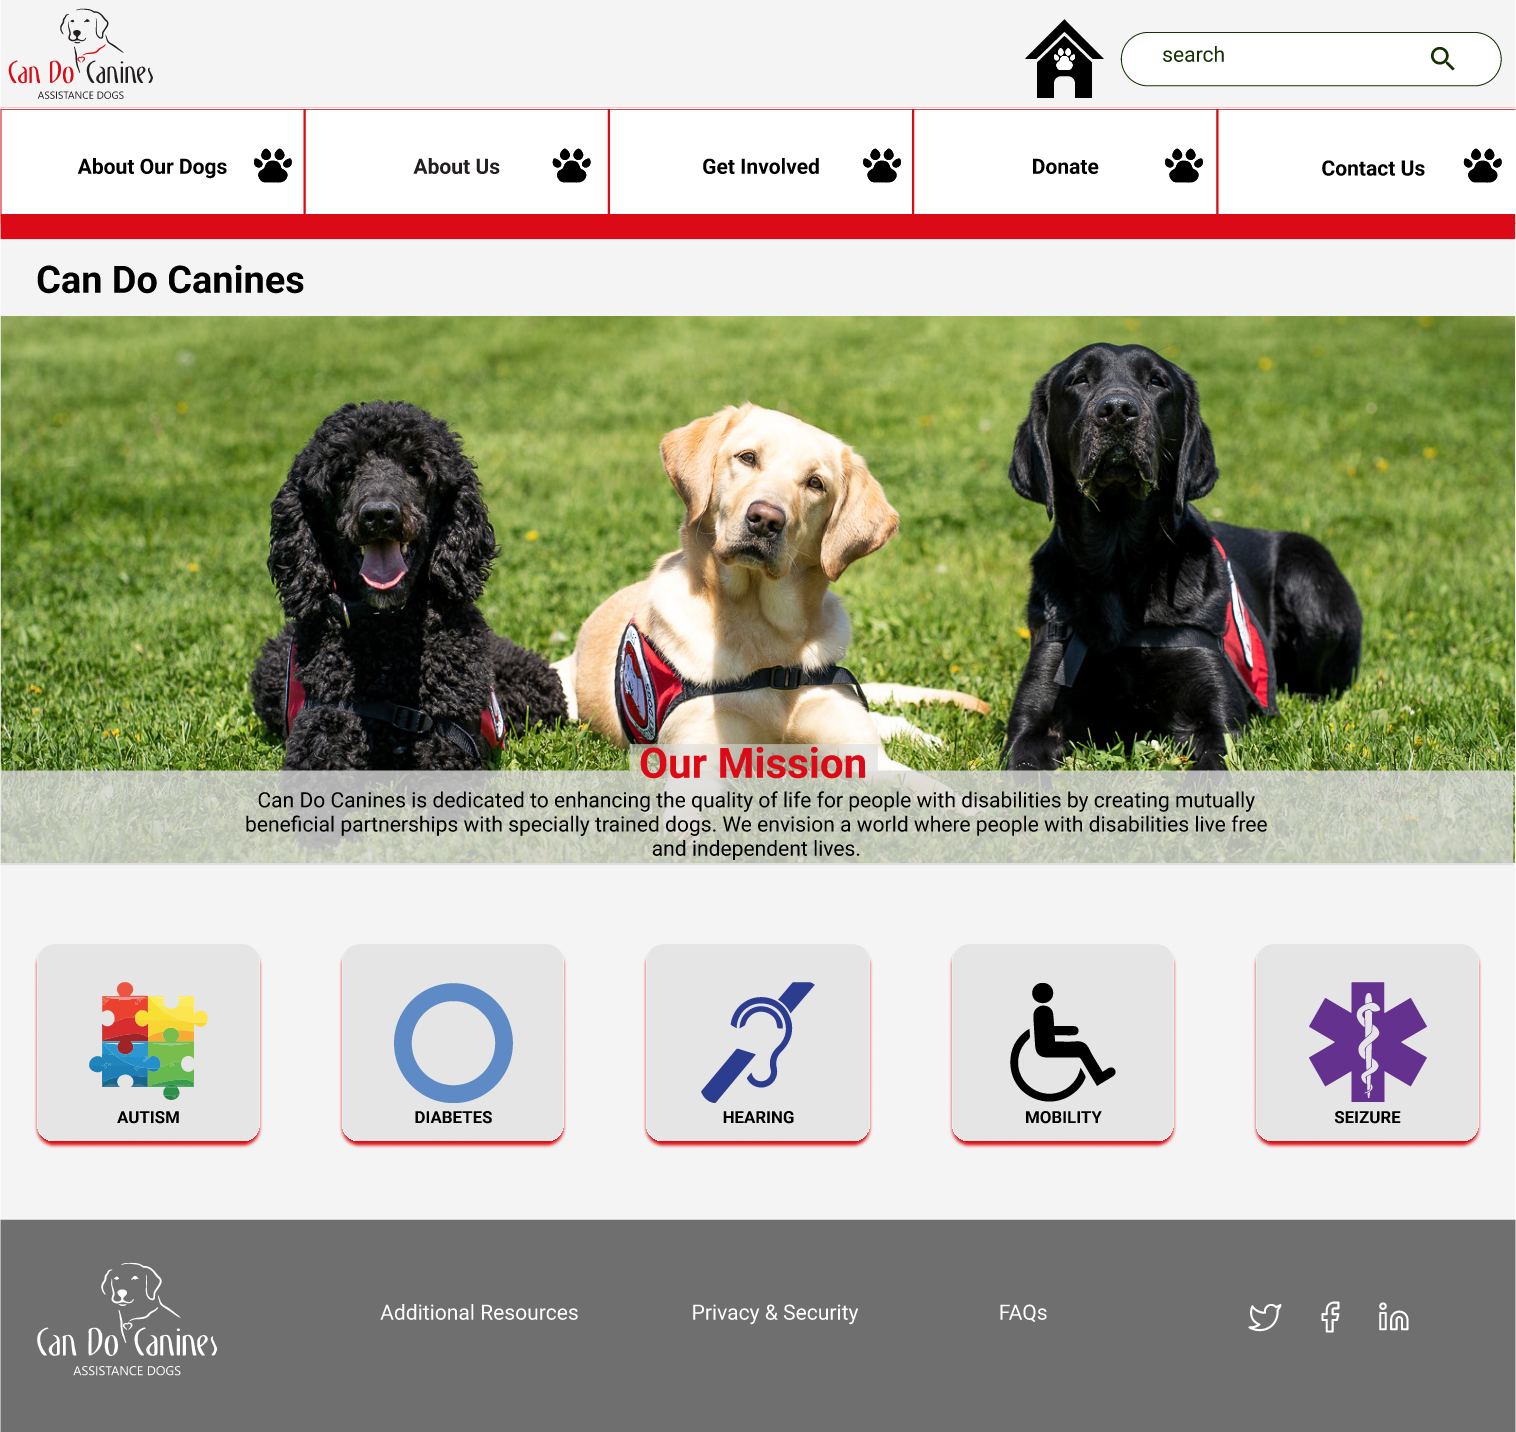 Can Do Canines
ASSISTANCE DOGS
search
About Our Dogs
About Us
Get Involved
Donate
Contact Us
Can Do Canines
Our Mission
Can Do Canines is dedicated to enhancing the quality of life for people with disabilities by creating mutually
beneficial partnerships with specially trained dogs. We envision a world where people with disabilities live free
and independent lives.
AUTISM
DIABETES
HEARING
MOBILITY
SEIZURE
Can Do Canines
ASSISTANCE DOGS
Additional Resources
Privacy & Security
FAQs